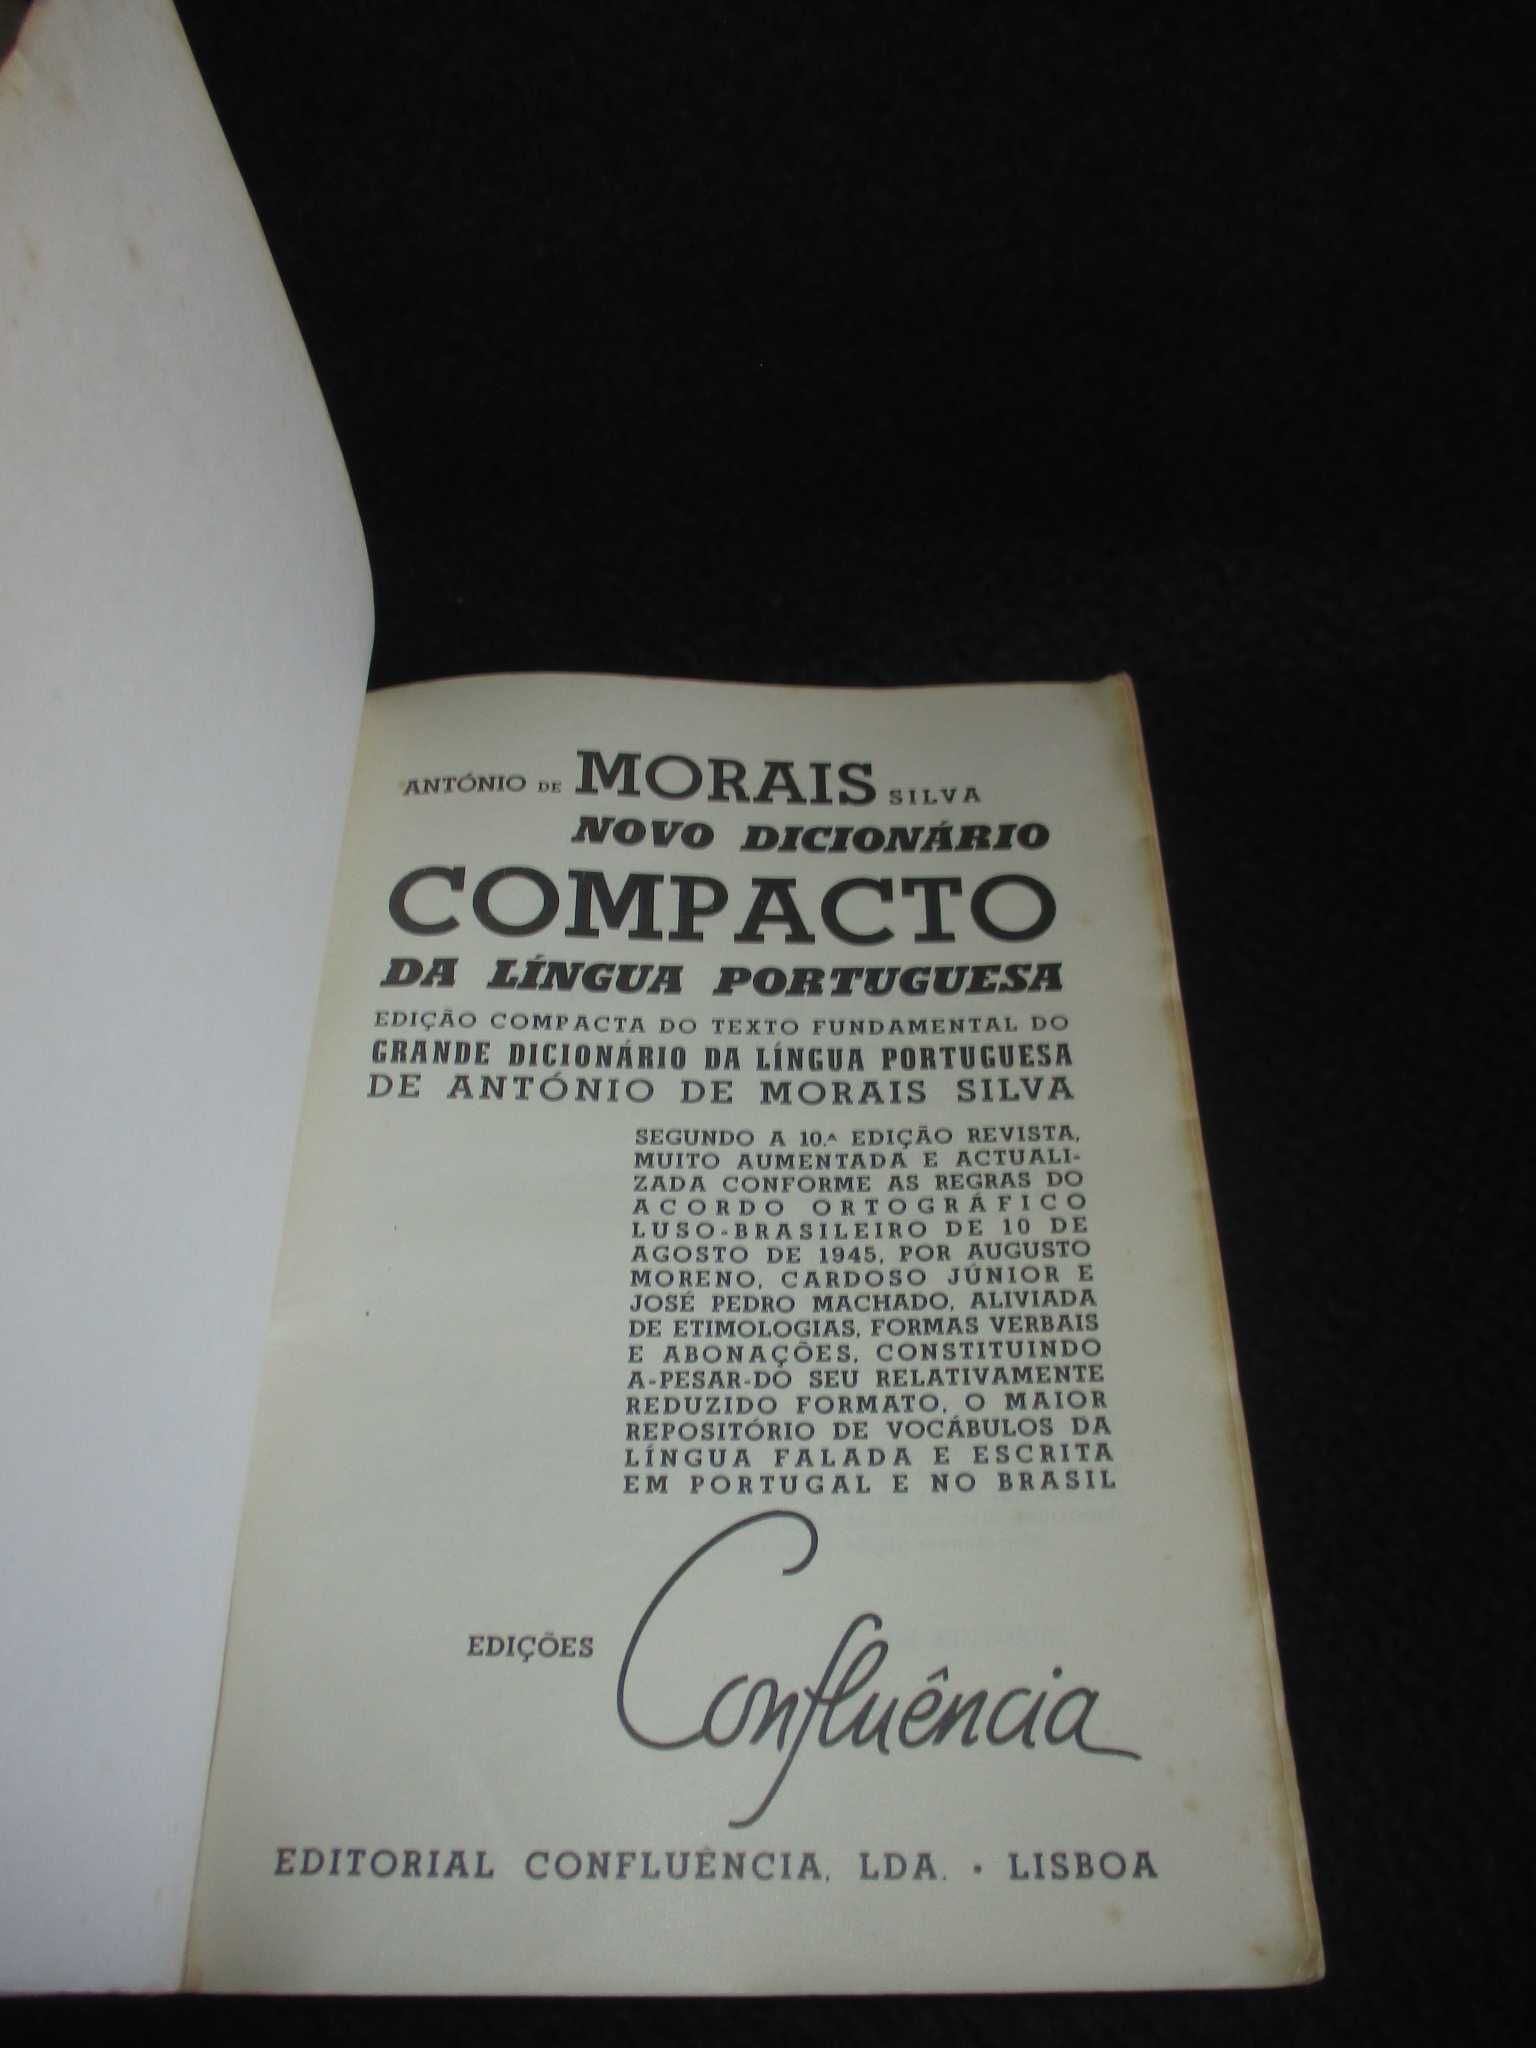 ANTÓNIO DE MORAIS SILVA
NOVO DICIONÁRIO
COMPACTO
DA LÍNGUA PORTUGUESA
EDIÇÃO COMPACTA DO TEXTO FUNDAMENTAL DO
GRANDE DICIONÁRIO DA LÍNGUA PORTUGUESA
DE ANTÓNIO DE MORAIS SILVA
SEGUNDO A 10.ª EDIÇÃO REVISTA,
MUITO AUMENTADA E ACTUALI-
ZADA CONFORME AS REGRAS DO
ACORDO ORTOGRÁFICO
LUSO-BRASILEIRO DE 10 DE
AGOSTO DE 1945, POR AUGUSTO
MORENO, CARDOSO JÚNIOR E
JOSÉ PEDRO MACHADO, ALIVIADA
DE ETIMOLOGIAS, FORMAS VERBAIS
E ABONAÇÕES, CONSTITUINDO
A-PESAR-DO SEU RELATIVAMENTE
REDUZIDO FORMATO, O MAIOR
REPOSITÓRIO DE VOCÁBULOS DA
LÍNGUA FALADA E ESCRITA
EM PORTUGAL E NO BRASIL
EDIÇÕES Confluência
EDITORIAL CONFLUÊNCIA, LDA. • LISBOA